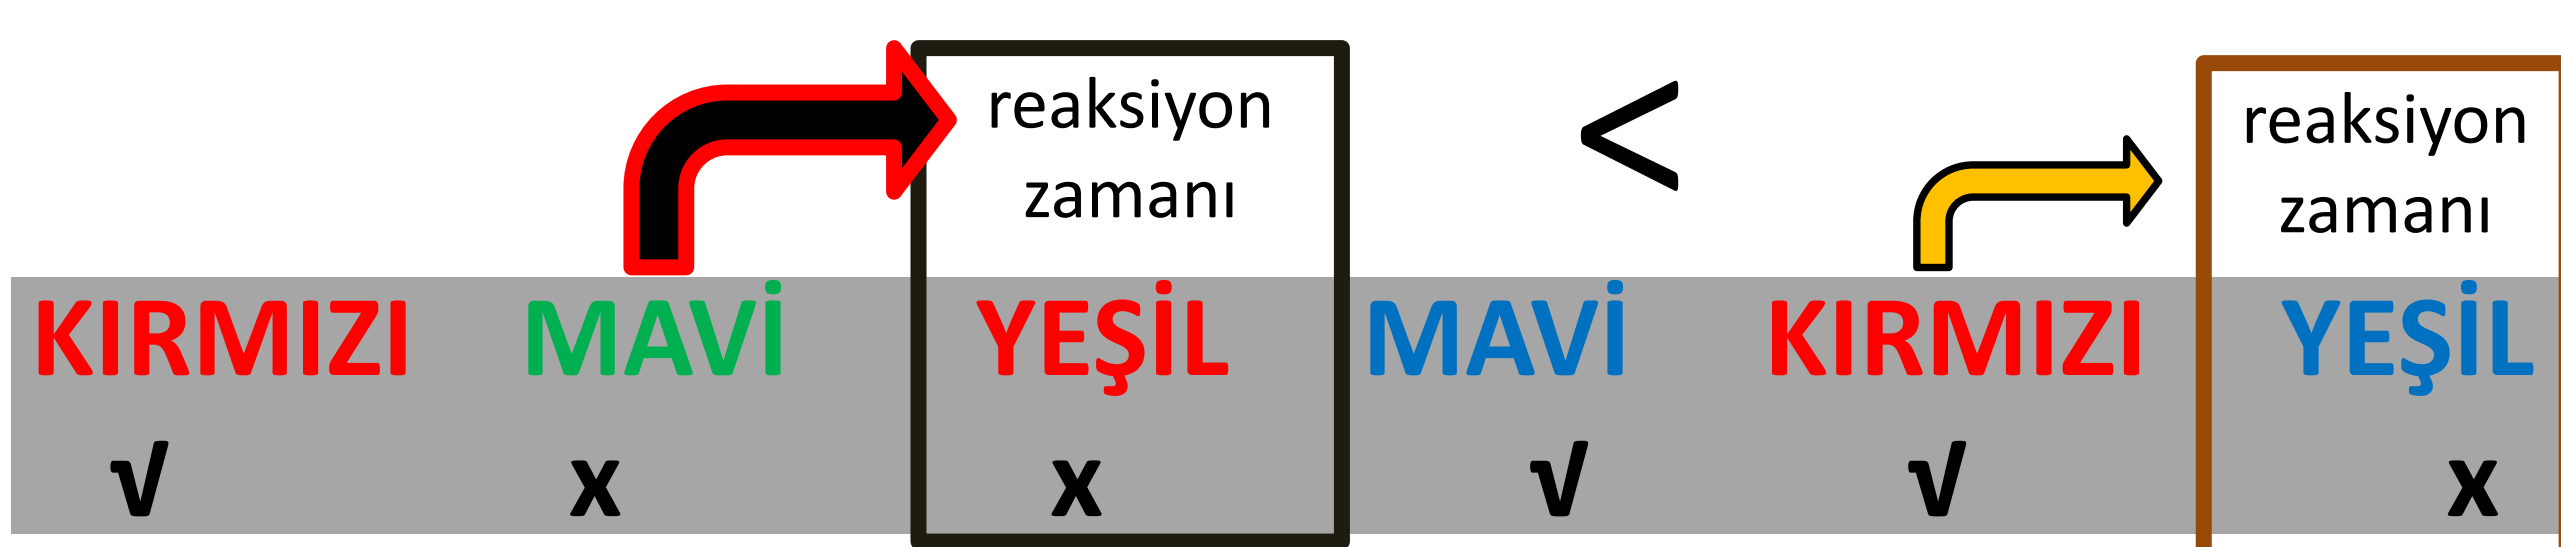 reaksiyon
zamanı
<
reaksiyon
zamanı
KIRMIZI MAVİ YEŞİL MAVİ KIRMIZI YEŞİL
√ x x √ √ x